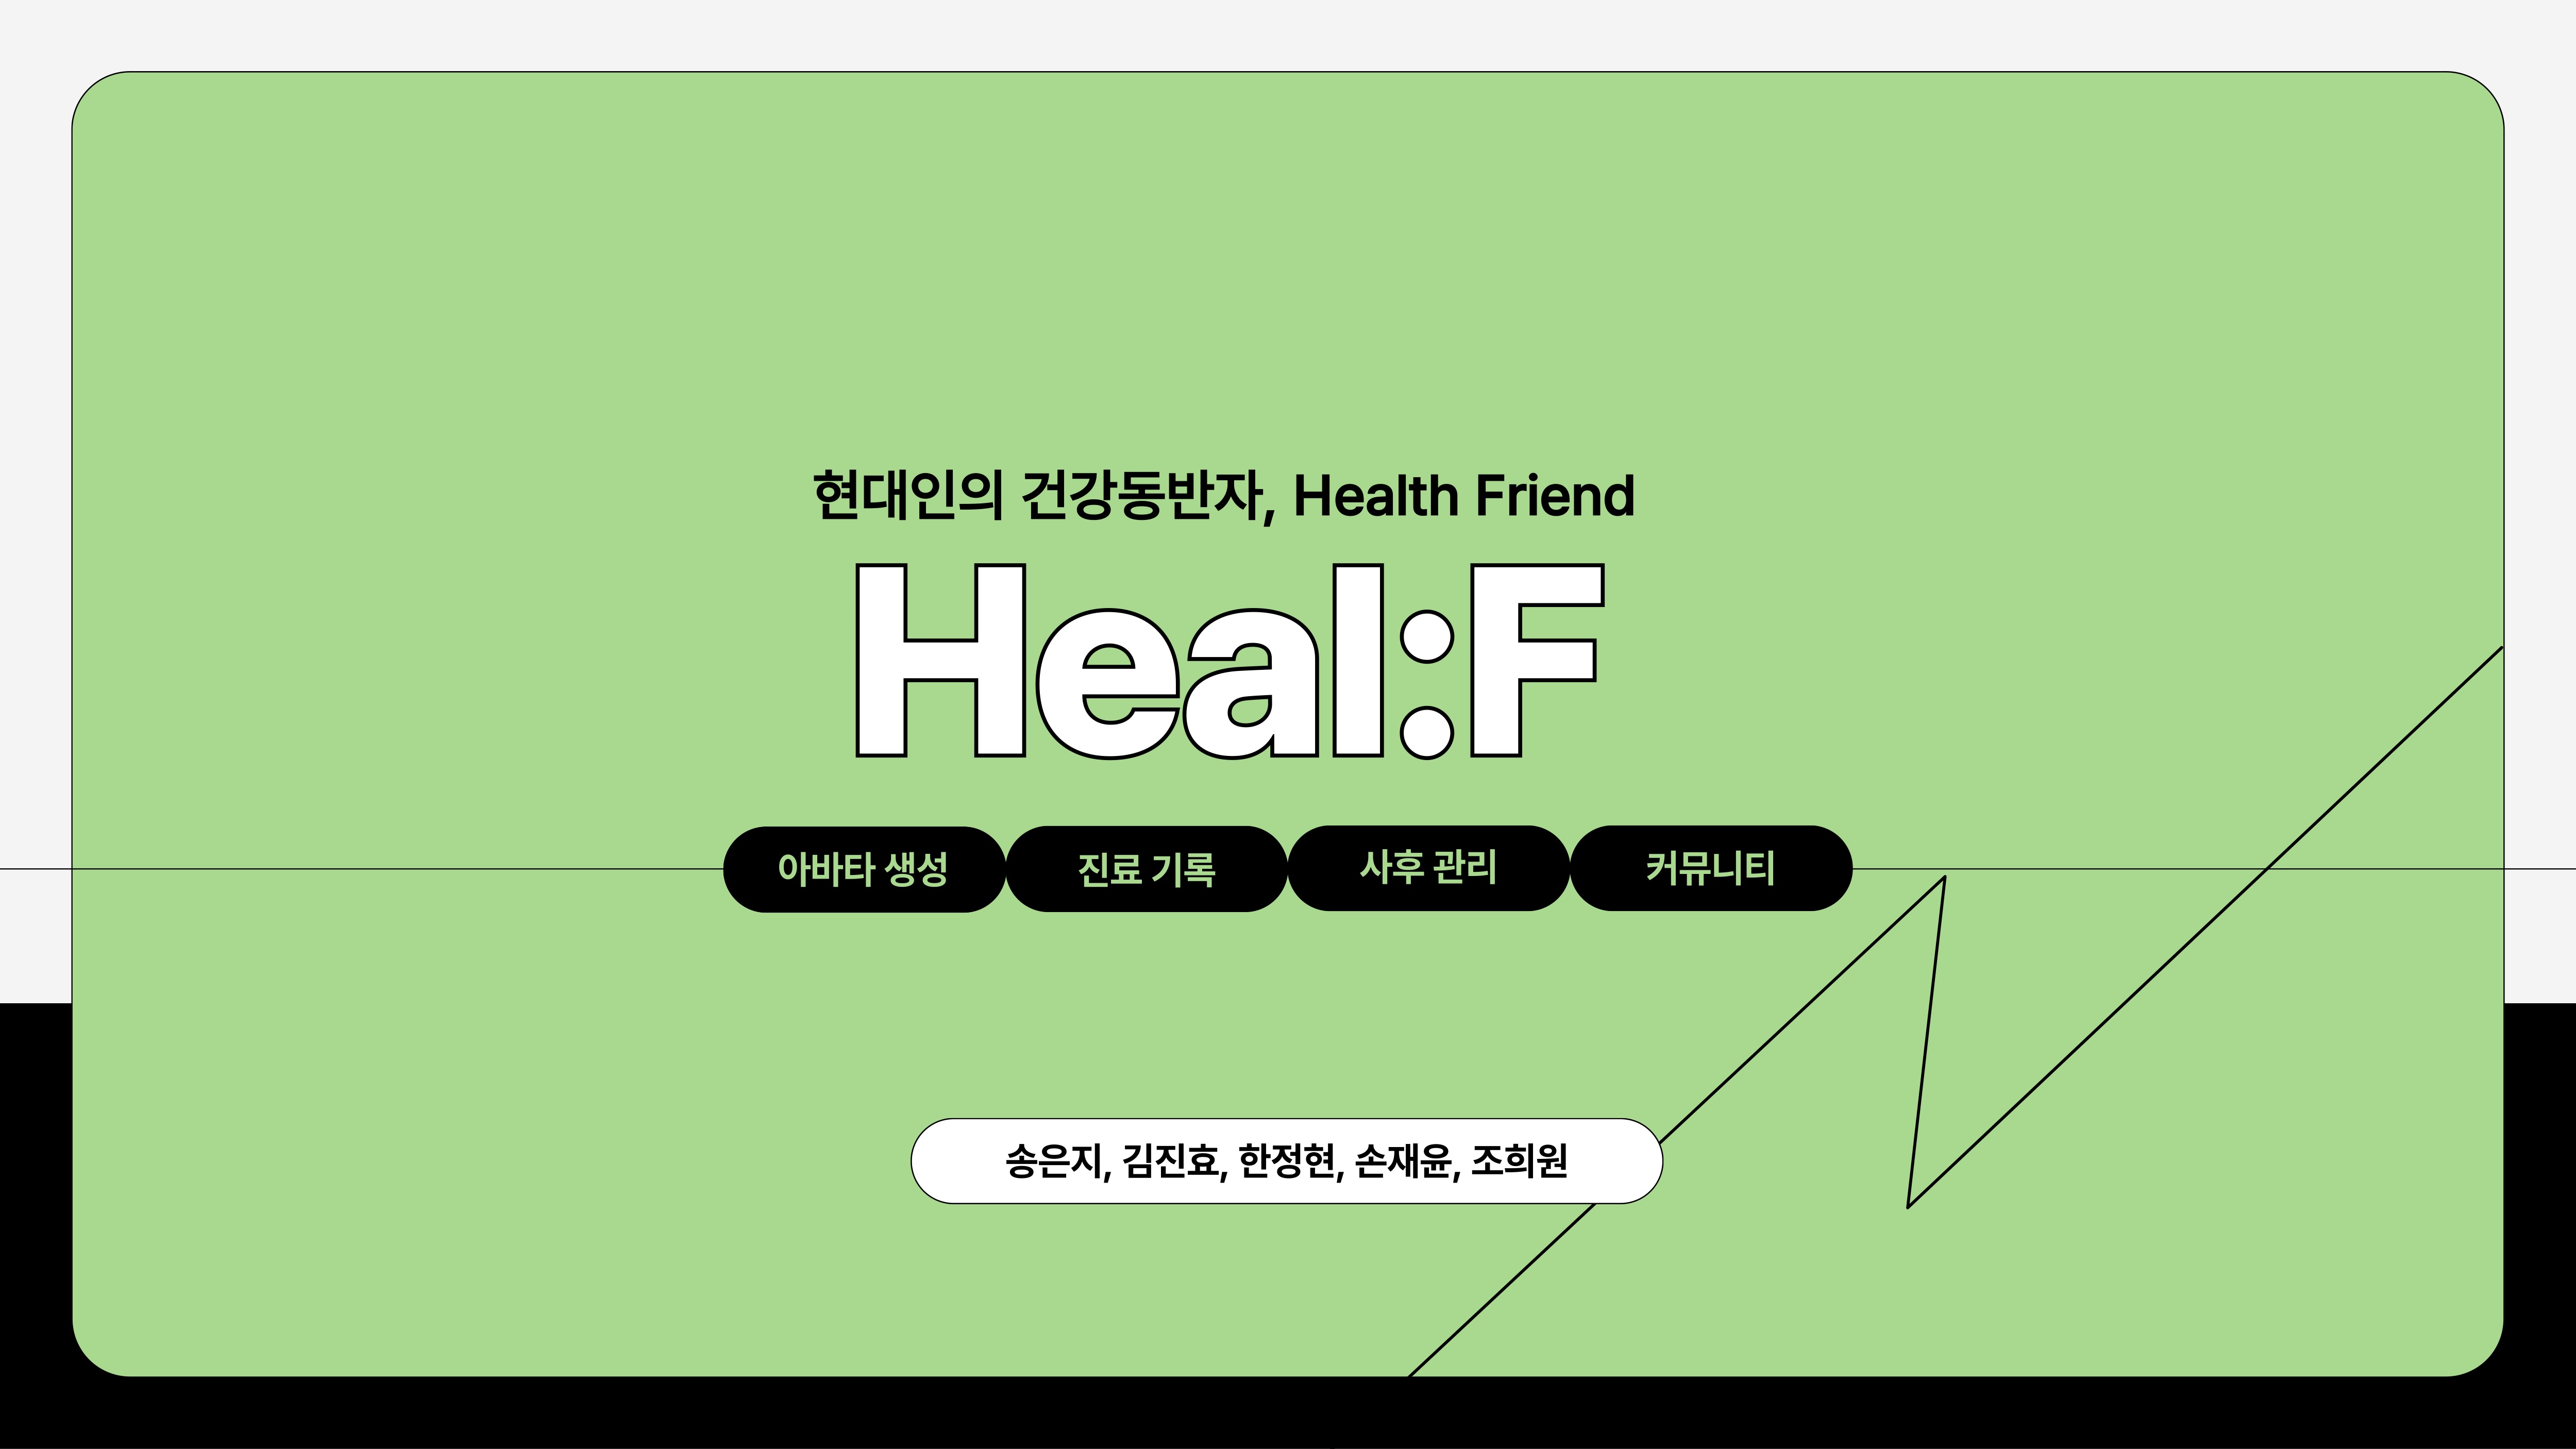 현대인의 건강동반자, Health Friend
Heal:F
아바타 생성 진료 기록 사후 관리 커뮤니티
송은지, 김진효, 한정현, 손재윤, 조희원